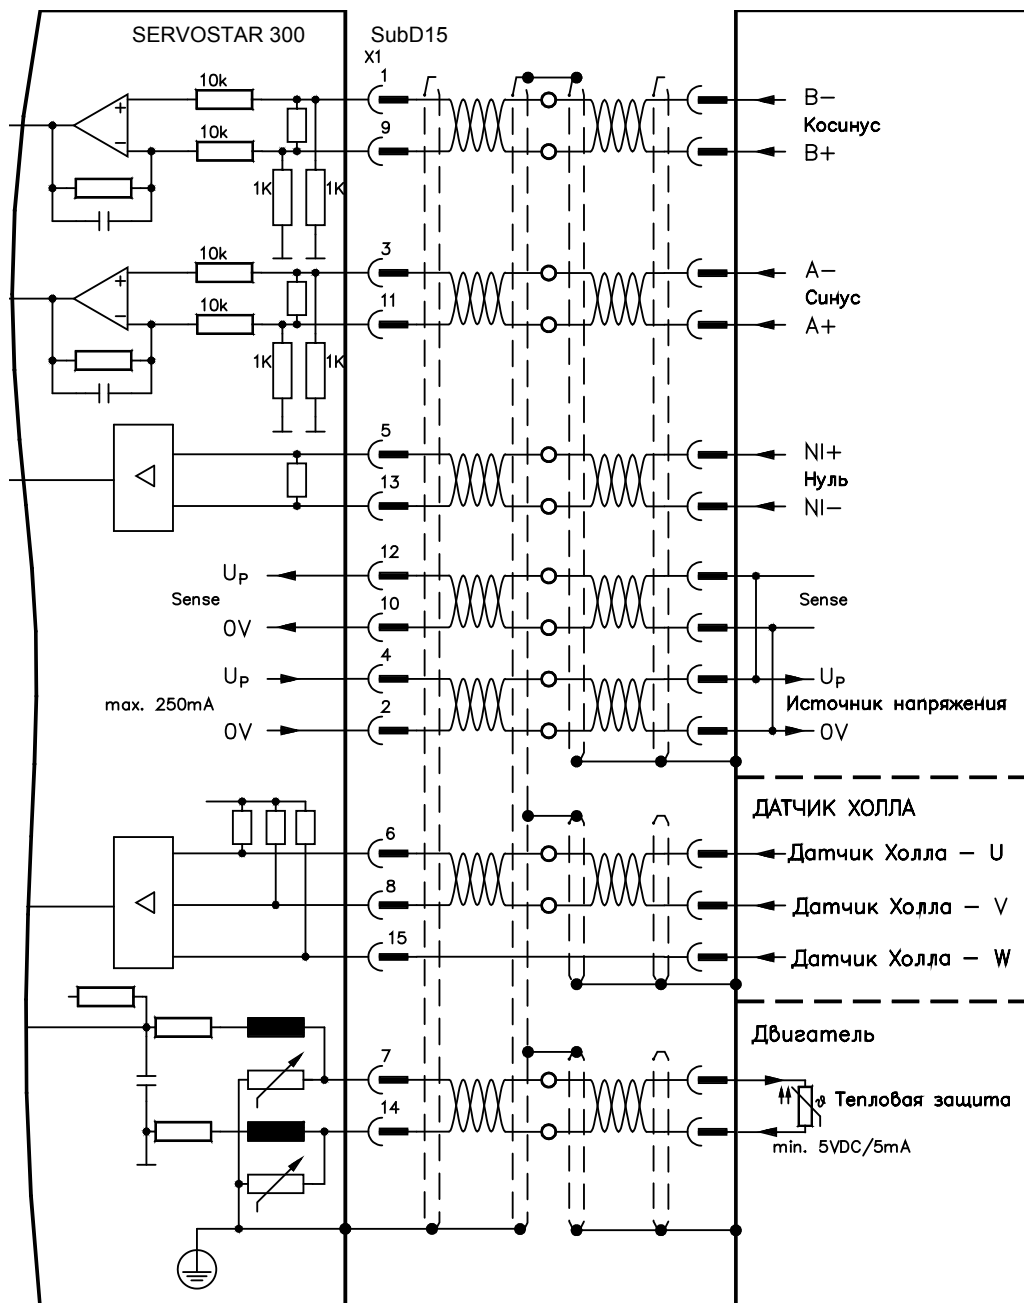 SERVOSTAR 300
SubD15
X1
10k
1
B−
Косинус
10k
9
B+
1K
1K
10k
3
A−
Синус
10k
11
A+
1K
1K
5
NI+
Нуль
13
NI−
12
UP
Sense
Sense
10
0V
4
UP
UP
max. 250mA
Источник напряжения
2
0V
0V
ДАТЧИК ХОЛЛА
6
Датчик Холла − U
8
Датчик Холла − V
15
Датчик Холла − W
Двигатель
7
ϑ Тепловая защита
14
min. 5VDC/5mA